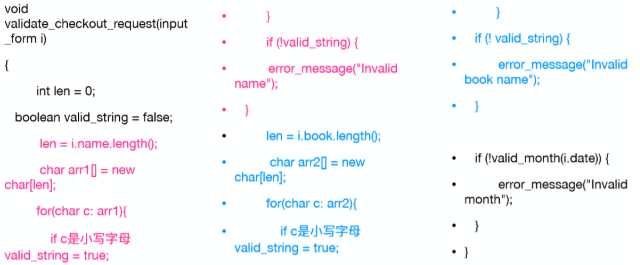 void
validate_checkout_request(input
_form i)
{
int len = 0;
boolean valid_string = false;
len = i.name.length();
char arr1[] = new
char[len];
for(char c: arr1){
if c是小写字母
valid_string = true;
• }
• if (!valid_string) {
• error_message("Invalid
name");
• }
• len = i.book.length();
• char arr2[] = new
char[len];
• for(char c: arr2){
• if c是小写字母
valid_string = true;
• }
• if (! valid_string) {
• error_message("Invalid
book name");
• }
• if (!valid_month(i.date)) {
• error_message("Invalid
month");
• }
• }